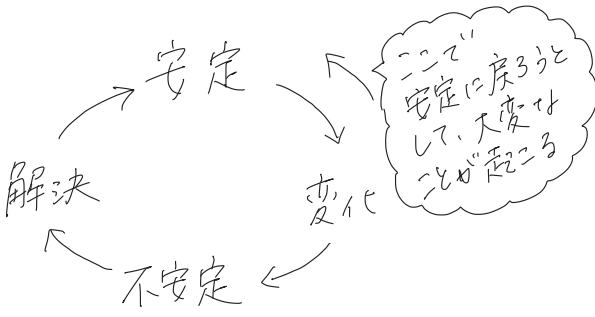 安定
ここで
安定に戻ろうと
して、大変な
ことが起こる
変化
不安定
解決